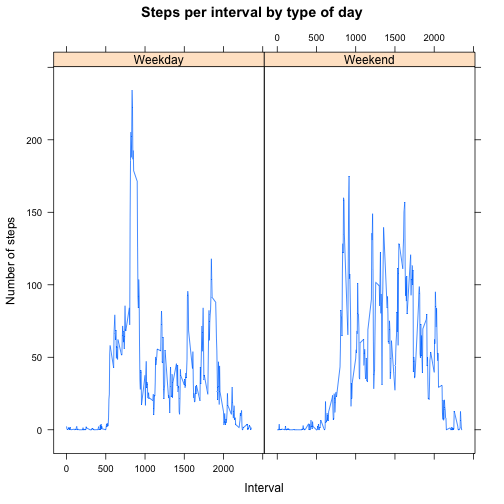 Steps per interval by type of day
0 500 1000 1500 2000
Weekday Weekend
200
150
100
50
0
Number of steps
0 500 1000 1500 2000
Interval